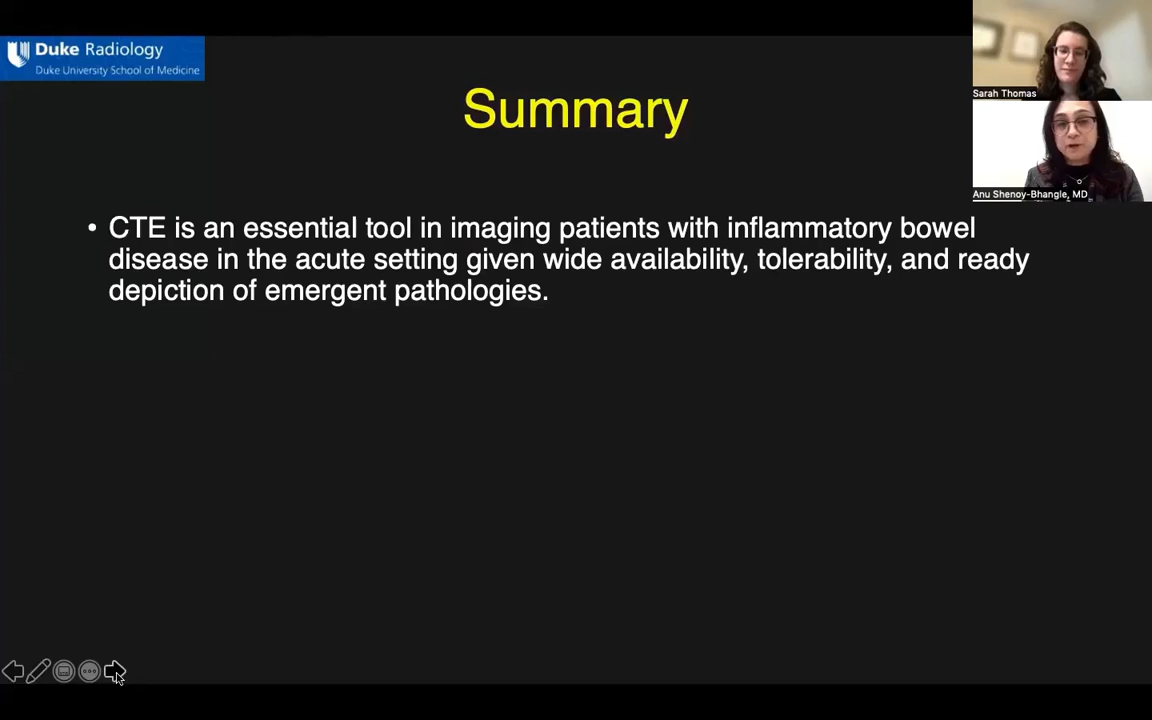 Duke Radiology
Duke University School of Medicine
Summary
Sarah Thomas
Anu Shenoy-Bhangle, MD
• CTE is an essential tool in imaging patients with inflammatory bowel
disease in the acute setting given wide availability, tolerability, and ready
depiction of emergent pathologies.